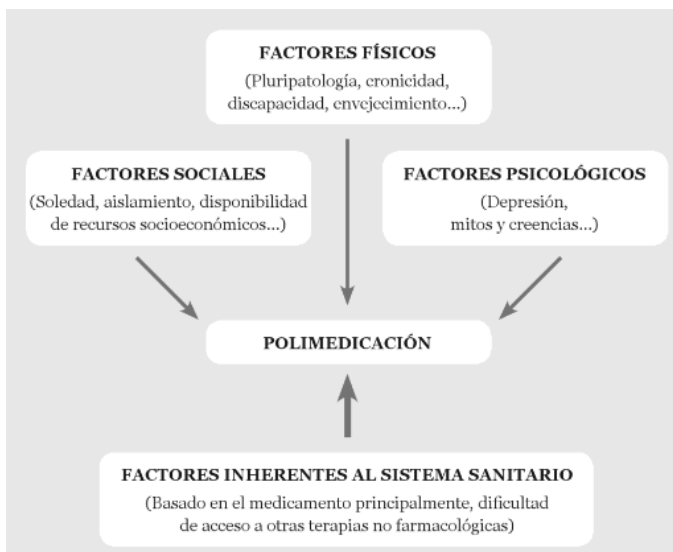 FACTORES FÍSICOS
(Pluripatología, cronicidad,
discapacidad, envejecimiento...)
FACTORES SOCIALES
(Soledad, aislamiento, disponibilidad
de recursos socioeconómicos...)
FACTORES PSICOLÓGICOS
(Depresión,
mitos y creencias...)
POLIMEDICACIÓN
FACTORES INHERENTES AL SISTEMA SANITARIO
(Basado en el medicamento principalmente, dificultad
de acceso a otras terapias no farmacológicas)